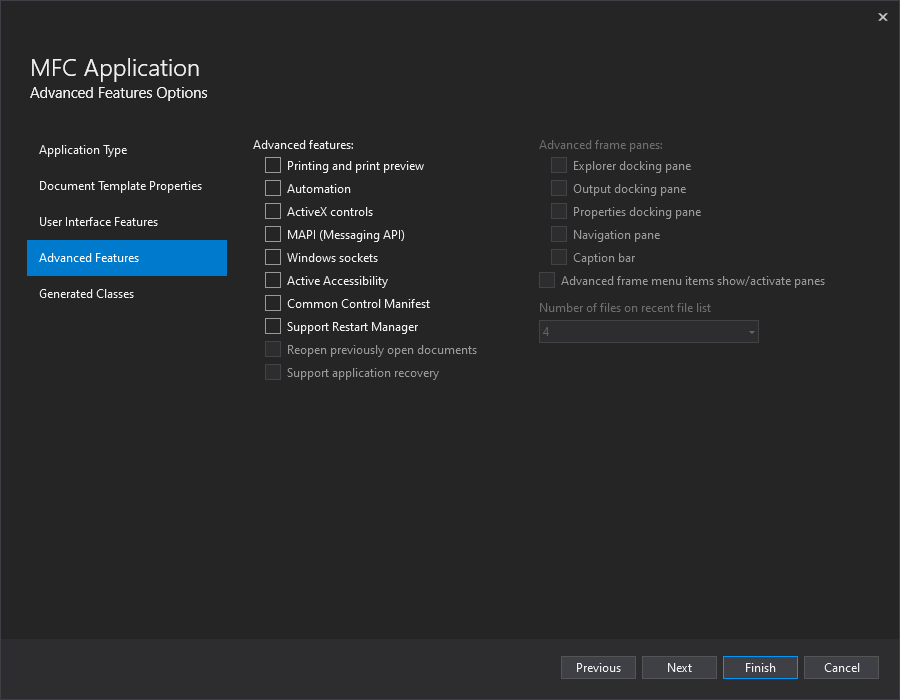 MFC Application
Advanced Features Options
Application Type
Document Template Properties
User Interface Features
Advanced Features
Generated Classes
Advanced features:
Printing and print preview
Automation
ActiveX controls
MAPI (Messaging API)
Windows sockets
Active Accessibility
Common Control Manifest
Support Restart Manager
Reopen previously open documents
Support application recovery
Advanced frame panes:
Explorer docking pane
Output docking pane
Properties docking pane
Navigation pane
Caption bar
Advanced frame menu items show/activate panes
Number of files on recent file list
4
Previous
Next
Finish
Cancel